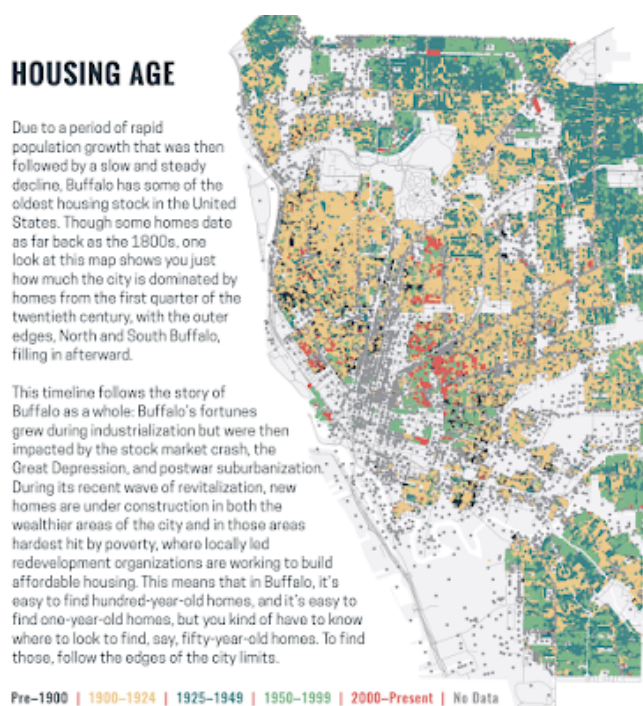 HOUSING AGE
Due to a period of rapid
population growth that was then
followed by a slow and steady
decline, Buffalo has some of the
oldest housing stock in the United
States. Though some homes date
as far back as the 1800s, one
look at this map shows you just
how much the city is dominated by
homes from the first quarter of the
twentieth century, with the outer
edges, North and South Buffalo,
filling in afterward.
This timeline follows the story of
Buffalo as a whole: Buffalo's fortunes
grew during industrialization but were then
impacted by the stock market crash, the
Great Depression, and postwar suburbanization.
During its recent wave of revitalization, new
homes are under construction in both the
wealthier areas of the city and in those areas
hardest hit by poverty, where locally led
redevelopment organizations are working to build
affordable housing. This means that in Buffalo, it's
easy to find hundred-year-old homes, and it's easy to
find one-year-old homes, but you kind of have to know
where to look to find, say, fifty-year-old homes. To find
those, follow the edges of the city limits.
Pre–1900 | 1900–1924 | 1925–1949 | 1950–1999 | 2000–Present | No Data